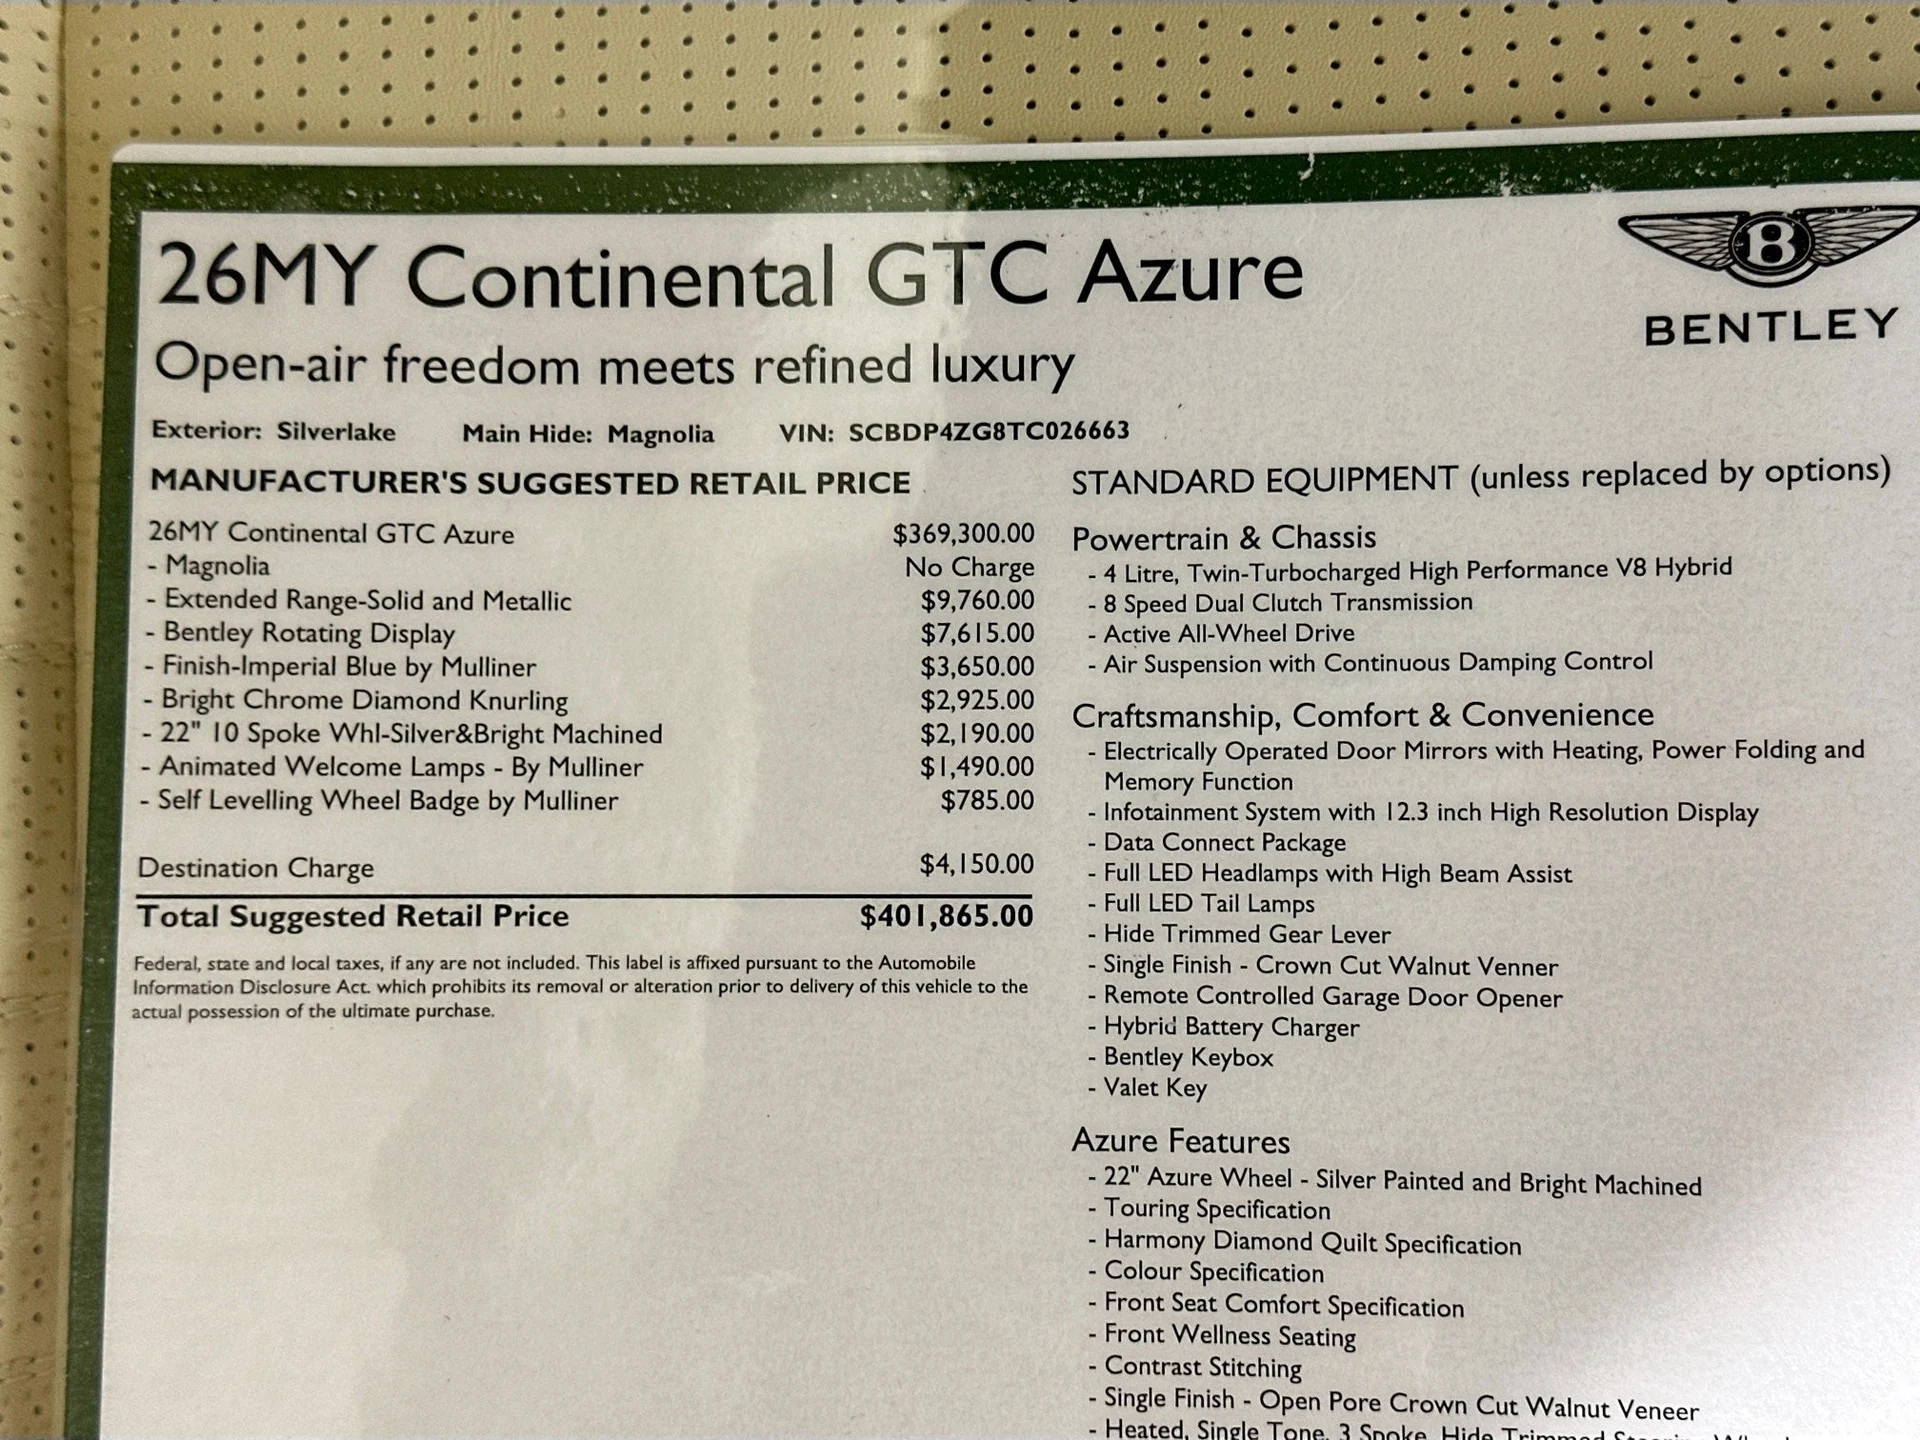 26MY Continental GTC Azure
B
BENTLEY
Open-air freedom meets refined luxury
Exterior: Silverlake Main Hide: Magnolia VIN: SCBDP4ZG8TC026663
MANUFACTURER'S SUGGESTED RETAIL PRICE
26MY Continental GTC Azure $369,300.00
- Magnolia No Charge
- Extended Range-Solid and Metallic $9,760.00
- Bentley Rotating Display $7,615.00
- Finish-Imperial Blue by Mulliner $3,650.00
- Bright Chrome Diamond Knurling $2,925.00
- 22" 10 Spoke Whl-Silver&Bright Machined $2,190.00
- Animated Welcome Lamps - By Mulliner $1,490.00
- Self Levelling Wheel Badge by Mulliner $785.00
Destination Charge $4,150.00
Total Suggested Retail Price $401,865.00
Federal, state and local taxes, if any are not included. This label is affixed pursuant to the Automobile
Information Disclosure Act. which prohibits its removal or alteration prior to delivery of this vehicle to the
actual possession of the ultimate purchase.
STANDARD EQUIPMENT (unless replaced by options)
Powertrain & Chassis
- 4 Litre, Twin-Turbocharged High Performance V8 Hybrid
- 8 Speed Dual Clutch Transmission
- Active All-Wheel Drive
- Air Suspension with Continuous Damping Control
Craftsmanship, Comfort & Convenience
- Electrically Operated Door Mirrors with Heating, Power Folding and
Memory Function
- Infotainment System with 12.3 inch High Resolution Display
- Data Connect Package
- Full LED Headlamps with High Beam Assist
- Full LED Tail Lamps
- Hide Trimmed Gear Lever
- Single Finish - Crown Cut Walnut Venner
- Remote Controlled Garage Door Opener
- Hybrid Battery Charger
- Bentley Keybox
- Valet Key
Azure Features
- 22" Azure Wheel - Silver Painted and Bright Machined
- Touring Specification
- Harmony Diamond Quilt Specification
- Colour Specification
- Front Seat Comfort Specification
- Front Wellness Seating
- Contrast Stitching
- Single Finish - Open Pore Crown Cut Walnut Veneer
- Heated, Single Tone, 3 Spoke, Hide Trimmed